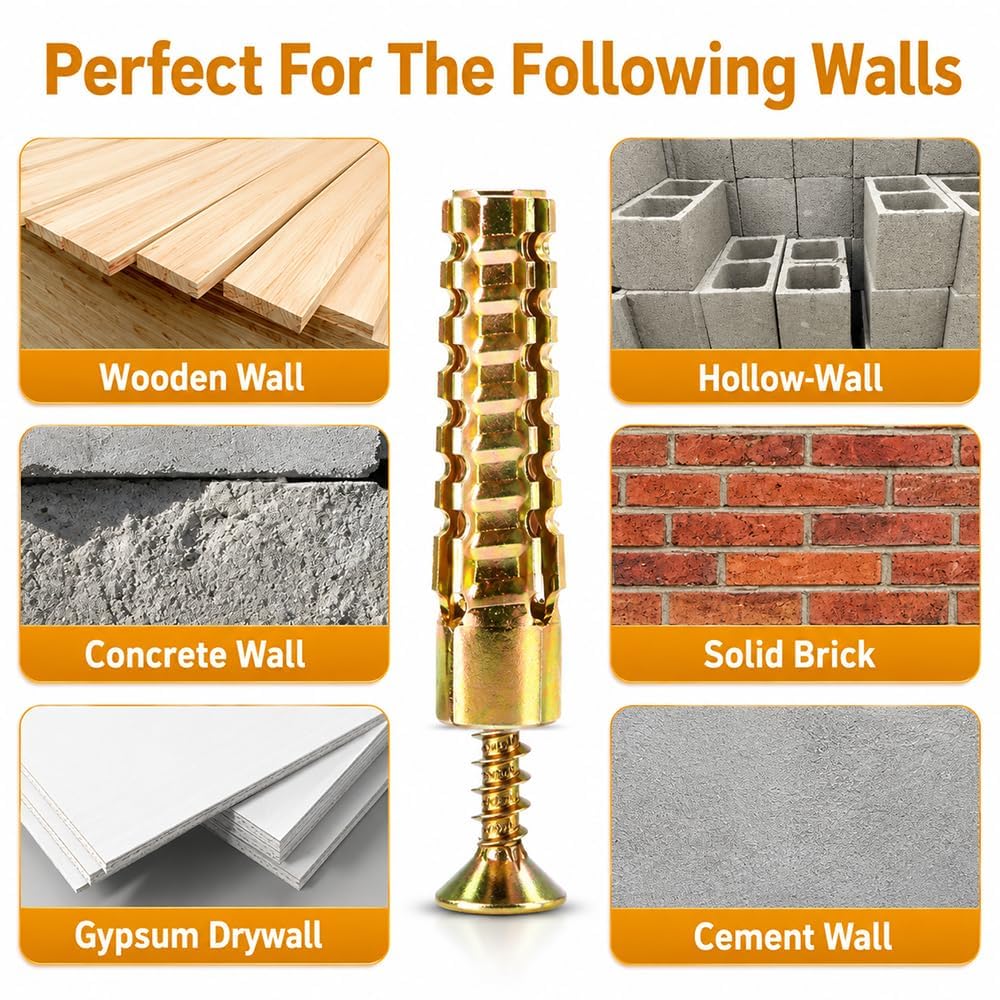 Perfect For The Following Walls
Wooden Wall
Hollow-Wall
Concrete Wall
Solid Brick
Gypsum Drywall
Cement Wall